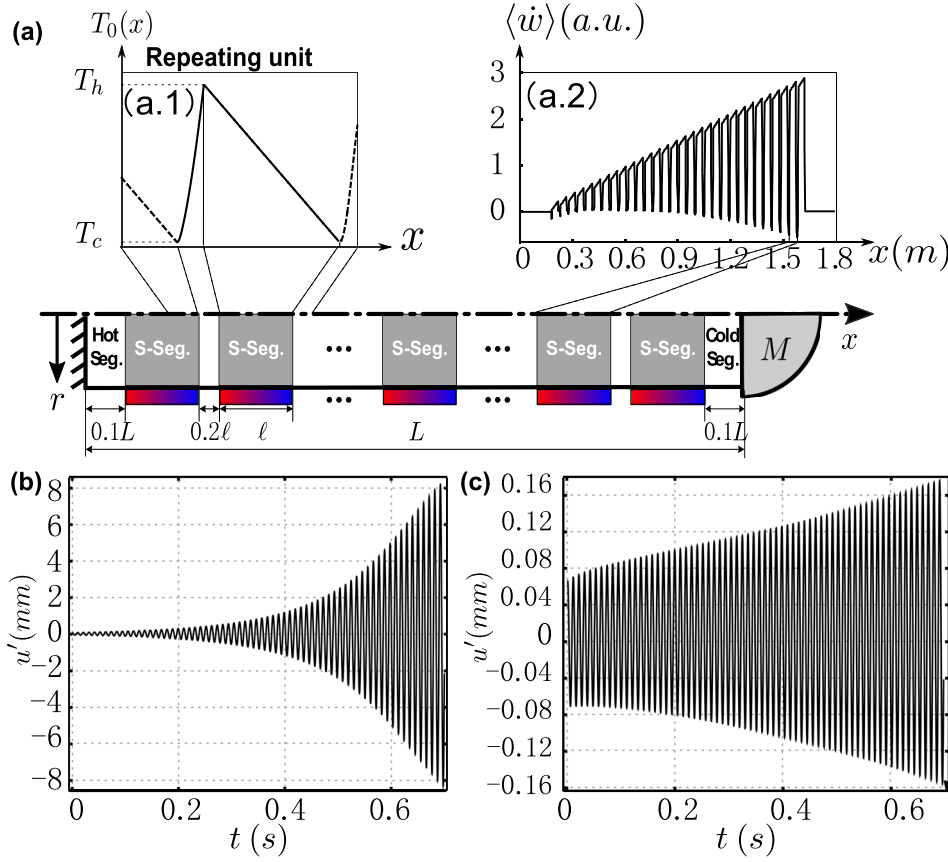 (a)
T₀(x)
Repeating unit
T_h
(a.1)
T_c
x
⟨ẇ⟩(a.u.)
3
(a.2)
2
1
0
0 0.3 0.6 0.9 1.2 1.5 1.8 x(m)
Hot Seg.
S-Seg.
S-Seg.
...
S-Seg.
...
S-Seg.
S-Seg.
Cold Seg.
M
x
r
...
...
0.1L
0.2ℓ
ℓ
L
0.1L
(b)
8
6
4
2
0
−2
−4
−6
−8
u′(mm)
0 0.2 0.4 0.6
t (s)
(c)
0.16
0.12
0.08
0.04
0
−0.04
−0.08
−0.12
−0.16
u′(mm)
0 0.2 0.4 0.6
t (s)